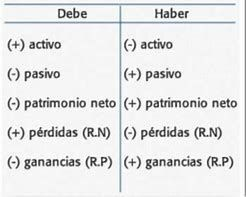 Debe Haber
(+) activo (-) activo
(-) pasivo (+) pasivo
(-) patrimonio neto (+) patrimonio neto
(+) pérdidas (R.N) (-) pérdidas (R.N)
(-) ganancias (R.P) (+) ganancias (R.P)